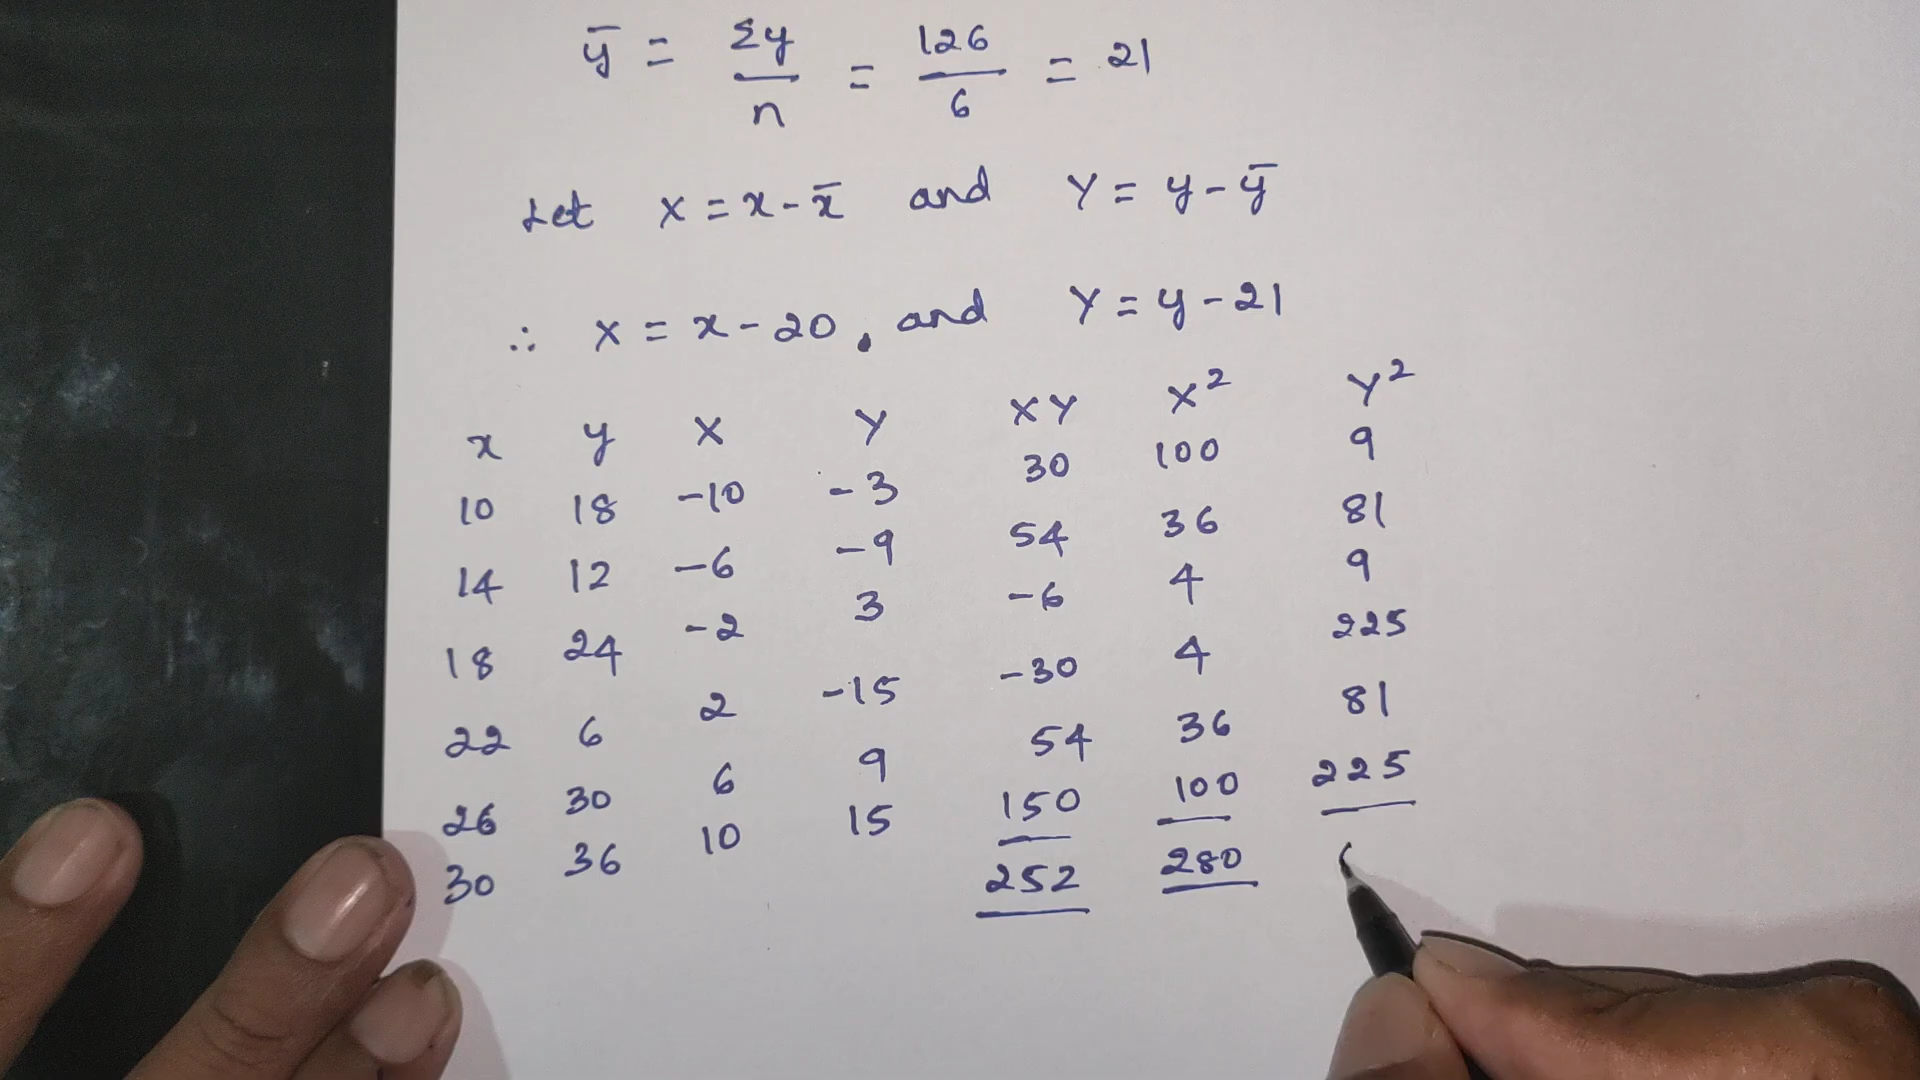 ȳ = Σy/n = 126/6 = 21
Let X = x - x̄ and Y = y - ȳ
∴ X = x - 20, and Y = y - 21
x y X Y XY X² Y²
10 18 -10 -3 30 100 9
14 12 -6 -9 54 36 81
18 24 -2 3 -6 4 9
22 6 2 -15 -30 4 225
26 30 6 9 54 36 81
30 36 10 15 150 100 225
252 280